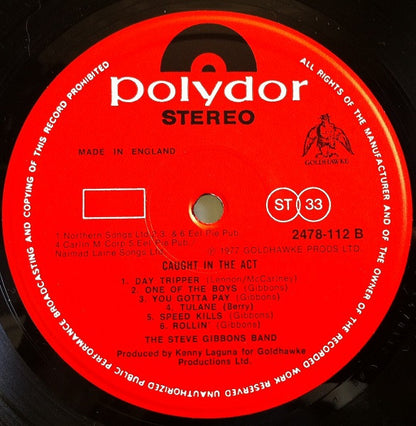 polydor
STEREO
MADE IN ENGLAND
GOLDHAWKE
ST 33
1 Northern Songs Ltd 2,3, & 6 Eel Pie Pub.
4 Carlin M.Corp 5 Eel Pie Pub.
Naimad Laine Songs Ltd.
2478-112 B
℗ 1977 GOLDHAWKE PRODS LTD.
CAUGHT IN THE ACT
1. DAY TRIPPER (Lennon/McCartney)
2. ONE OF THE BOYS (Gibbons)
3. YOU GOTTA PAY (Gibbons)
4. TULANE (Berry)
5. SPEED KILLS (Gibbons)
6. ROLLIN' (Gibbons)
THE STEVE GIBBONS BAND
Produced by Kenny Laguna for Goldhawke
Productions Ltd.
ALL RIGHTS OF THE MANUFACTURER AND OF THE OWNER OF THE RECORDED WORK RESERVED UNAUTHORIZED PUBLIC PERFORMANCE BROADCASTING AND COPYING OF THIS RECORD PROHIBITED